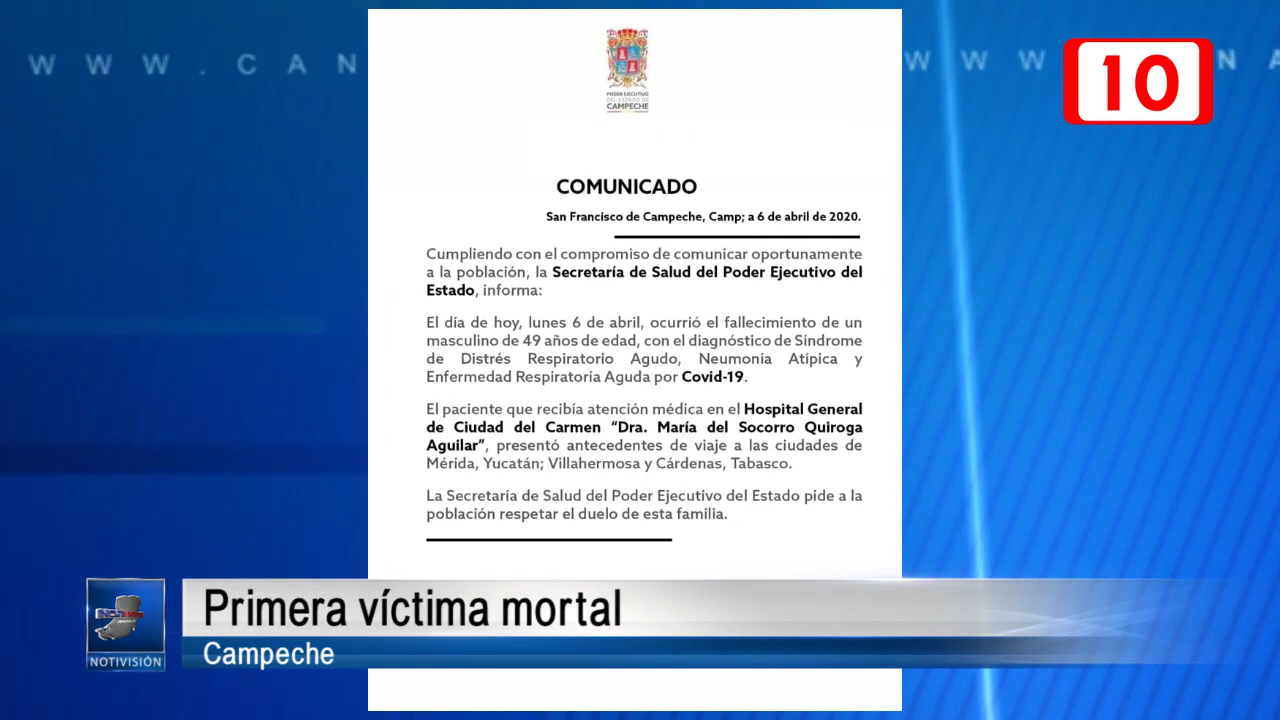 WWW.CAN
WWW
NA
10
PODER EJECUTIVO
DEL ESTADO DE
CAMPECHE
COMUNICADO
San Francisco de Campeche, Camp; a 6 de abril de 2020.
Cumpliendo con el compromiso de comunicar oportunamente
a la población, la Secretaría de Salud del Poder Ejecutivo del
Estado, informa:
El día de hoy, lunes 6 de abril, ocurrió el fallecimiento de un
masculino de 49 años de edad, con el diagnóstico de Síndrome
de Distrés Respiratorio Agudo, Neumonía Atípica y
Enfermedad Respiratoria Aguda por Covid-19.
El paciente que recibía atención médica en el Hospital General
de Ciudad del Carmen “Dra. María del Socorro Quiroga
Aguilar”, presentó antecedentes de viaje a las ciudades de
Mérida, Yucatán; Villahermosa y Cárdenas, Tabasco.
La Secretaría de Salud del Poder Ejecutivo del Estado pide a la
población respetar el duelo de esta familia.
Primera víctima mortal
Campeche
NOTIVISIÓN